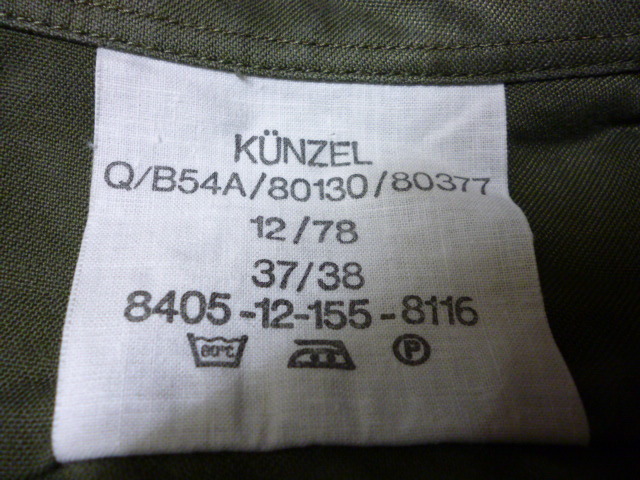 KÜNZEL
Q/B54A/80130/80377
12/78
37/38
8405-12-155-8116
60°C P